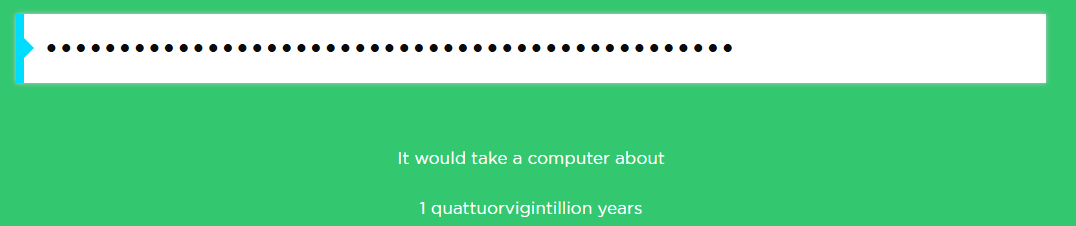 It would take a computer about
1 quattuorvigintillion years